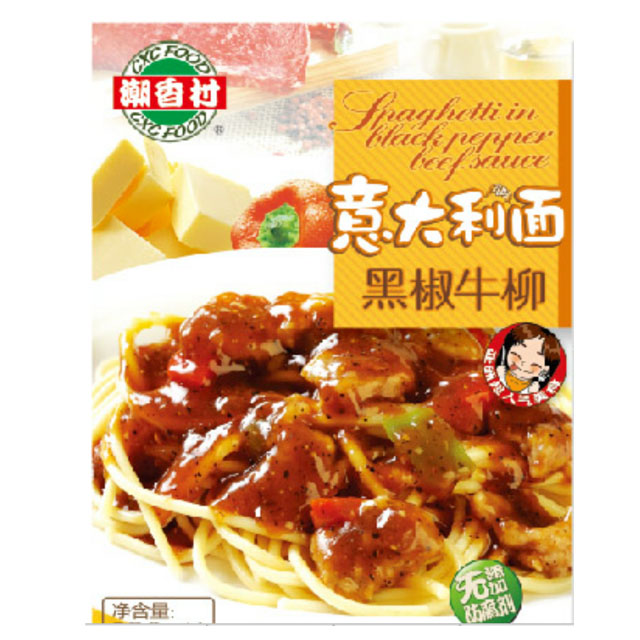 CXC FOOD
潮香村
CXC FOOD
®
Spaghetti in
black pepper
beef sauce
意大利面
黑椒牛柳
无添加
防腐剂
净含量: